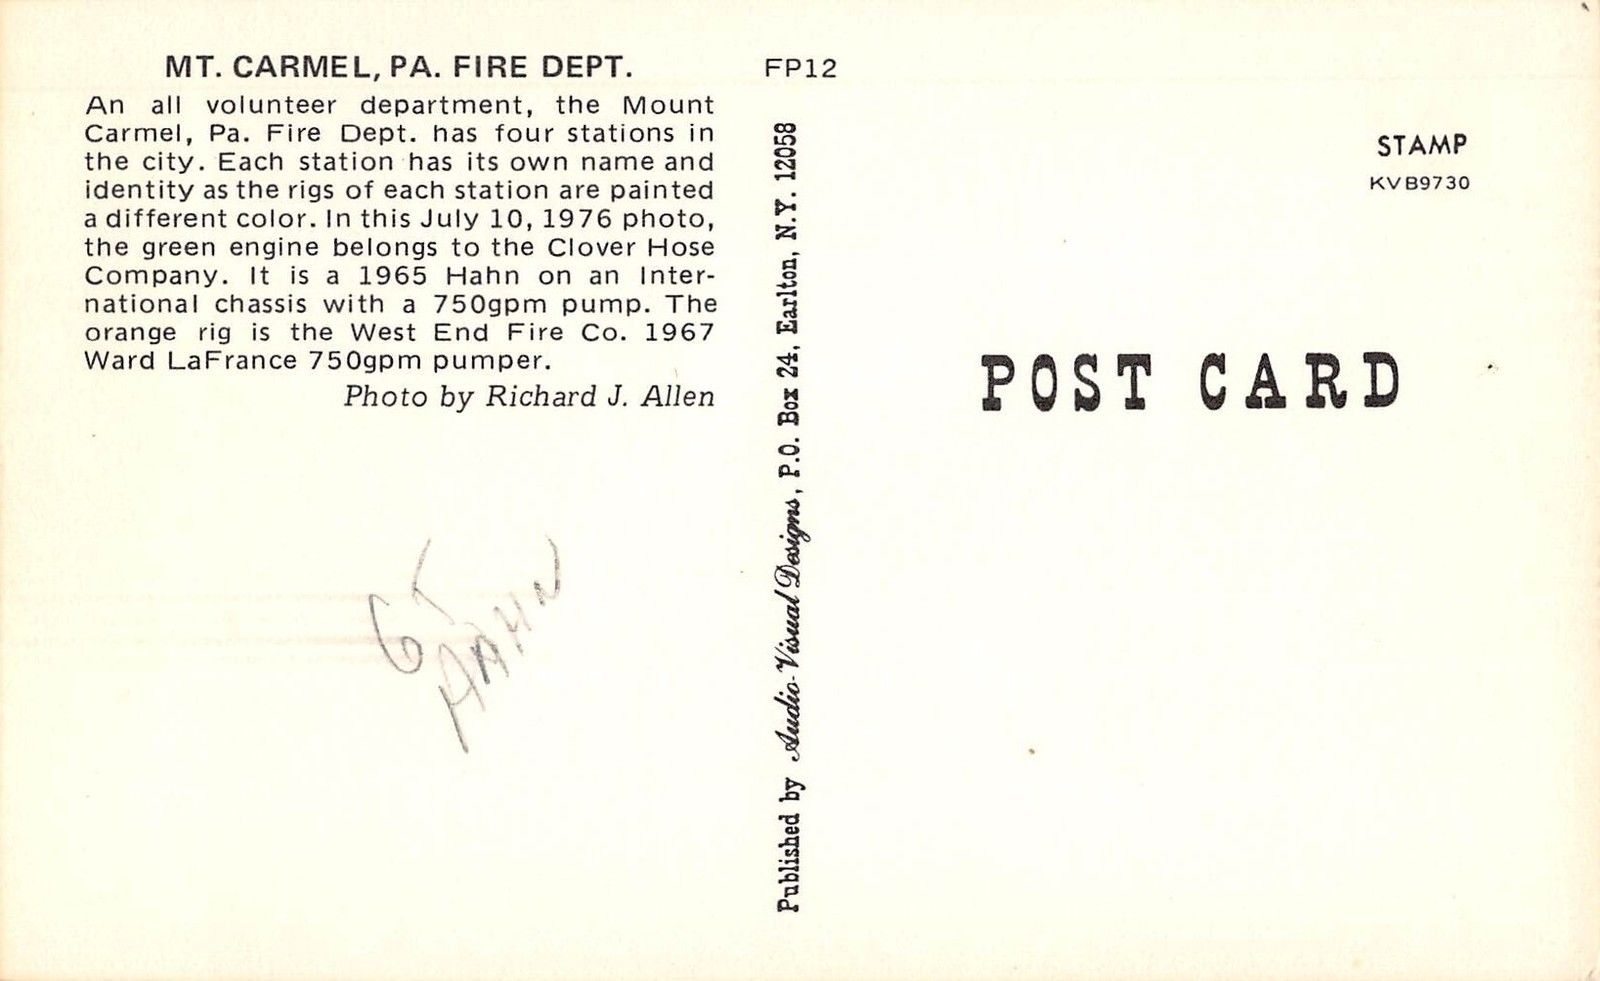 MT. CARMEL, PA. FIRE DEPT.
An all volunteer department, the Mount
Carmel, Pa. Fire Dept. has four stations in
the city. Each station has its own name and
identity as the rigs of each station are painted
a different color. In this July 10, 1976 photo,
the green engine belongs to the Clover Hose
Company. It is a 1965 Hahn on an Inter-
national chassis with a 750gpm pump. The
orange rig is the West End Fire Co. 1967
Ward LaFrance 750gpm pumper.
Photo by Richard J. Allen
HAHN
FP12
Published by Audio-Visual Designs, P.O. Box 24, Earlton, N.Y. 12058
STAMP
KVB9730
POST CARD